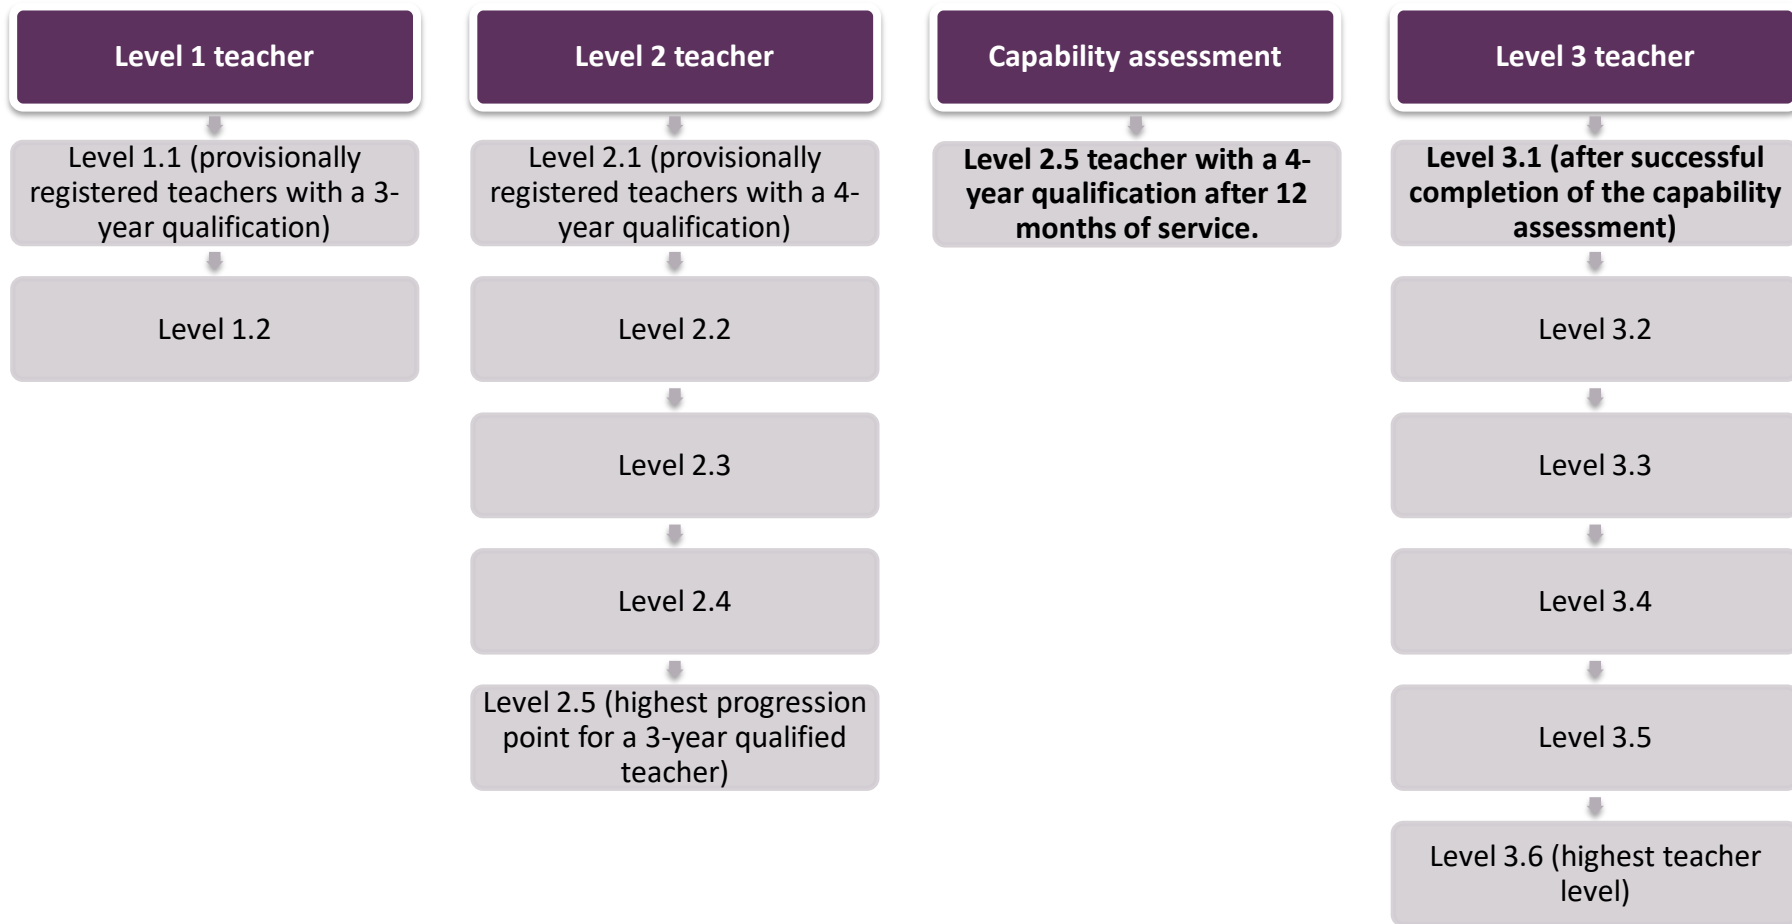 Level 1 teacher
Level 1.1 (provisionally
registered teachers with a 3-
year qualification)
Level 1.2
Level 2 teacher
Level 2.1 (provisionally
registered teachers with a 4-
year qualification)
Level 2.2
Level 2.3
Level 2.4
Level 2.5 (highest progression
point for a 3-year qualified
teacher)
Capability assessment
Level 2.5 teacher with a 4-
year qualification after 12
months of service.
Level 3 teacher
Level 3.1 (after successful
completion of the capability
assessment)
Level 3.2
Level 3.3
Level 3.4
Level 3.5
Level 3.6 (highest teacher
level)